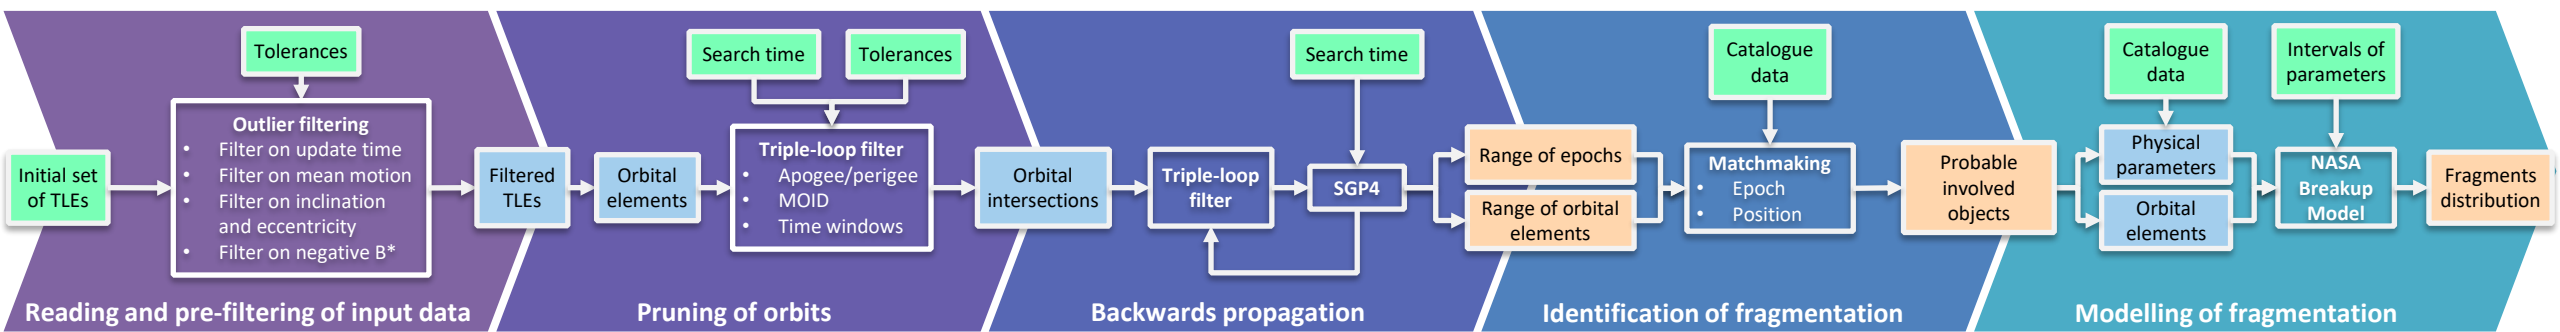 Initial set
of TLEs
Tolerances
Outlier filtering
• Filter on update time
• Filter on mean motion
• Filter on inclination
and eccentricity
• Filter on negative B*
Reading and pre-filtering of input data
Filtered
TLEs
Orbital
elements
Search time
Tolerances
Triple-loop filter
• Apogee/perigee
• MOID
• Time windows
Pruning of orbits
Orbital
intersections
Triple-loop
filter
Search time
SGP4
Backwards propagation
Range of epochs
Range of orbital
elements
Catalogue
data
Matchmaking
• Epoch
• Position
Identification of fragmentation
Probable
involved
objects
Catalogue
data
Physical
parameters
Orbital
elements
Intervals of
parameters
NASA
Breakup
Model
Fragments
distribution
Modelling of fragmentation